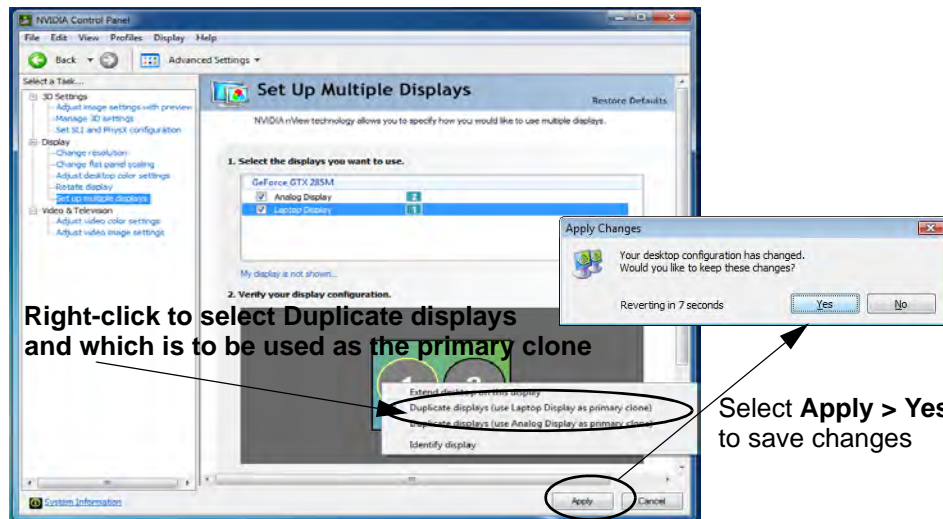 NVIDIA Control Panel
File Edit View Profiles Display Help
Back Advanced Settings
Select a Task...
3D Settings
Adjust image settings with preview
Manage 3D settings
Set SLI and PhysX configuration
Display
Change resolution
Change flat panel scaling
Adjust desktop color settings
Rotate display
Set up multiple displays
Video & Television
Adjust video color settings
Adjust video image settings
System Information
Set Up Multiple Displays
Restore Defaults
NVIDIA nView technology allows you to specify how you would like to use multiple displays.
1. Select the displays you want to use.
GeForce GTX 285M
Analog Display 2
Laptop Display 1
My display is not shown...
2. Verify your display configuration.
Right-click to select Duplicate displays
and which is to be used as the primary clone
1 2
Extend desktop on this display
Duplicate displays (use Laptop Display as primary clone)
Duplicate displays (use Analog Display as primary clone)
Identify display
Apply Cancel
Apply Changes
Your desktop configuration has changed.
Would you like to keep these changes?
Reverting in 7 seconds Yes No
Select Apply > Yes
to save changes